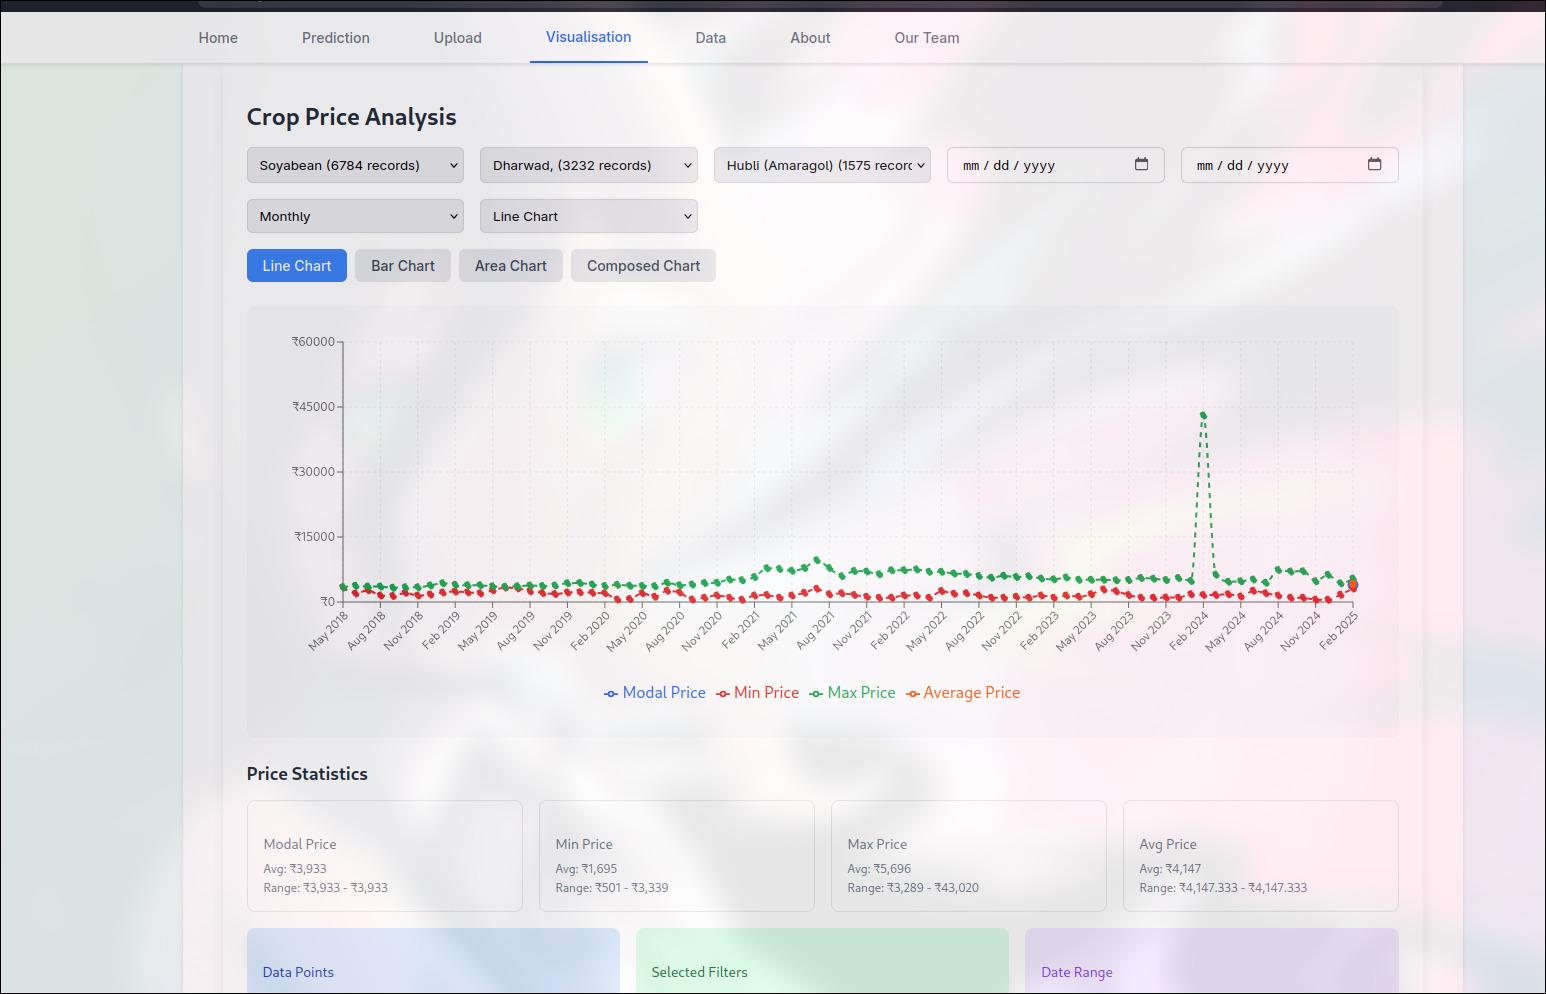 Home Prediction Upload Visualisation Data About Our Team
Crop Price Analysis
Soyabean (6784 records) Dharwad, (3232 records) Hubli (Amaragol) (1575 recor mm / dd / yyyy mm / dd / yyyy
Monthly Line Chart
Line Chart Bar Chart Area Chart Composed Chart
₹60000
₹45000
₹30000
₹15000
₹0
May 2018 Aug 2018 Nov 2018 Feb 2019 May 2019 Aug 2019 Nov 2019 Feb 2020 May 2020 Aug 2020 Nov 2020 Feb 2021 May 2021 Aug 2021 Nov 2021 Feb 2022 May 2022 Aug 2022 Nov 2022 Feb 2023 May 2023 Aug 2023 Nov 2023 Feb 2024 May 2024 Aug 2024 Nov 2024 Feb 2025
Modal Price Min Price Max Price Average Price
Price Statistics
Modal Price
Avg: ₹3,933
Range: ₹3,933 - ₹3,933
Min Price
Avg: ₹1,695
Range: ₹501 - ₹3,339
Max Price
Avg: ₹5,696
Range: ₹3,289 - ₹43,020
Avg Price
Avg: ₹4,147
Range: ₹4,147.333 - ₹4,147.333
Data Points
Selected Filters
Date Range